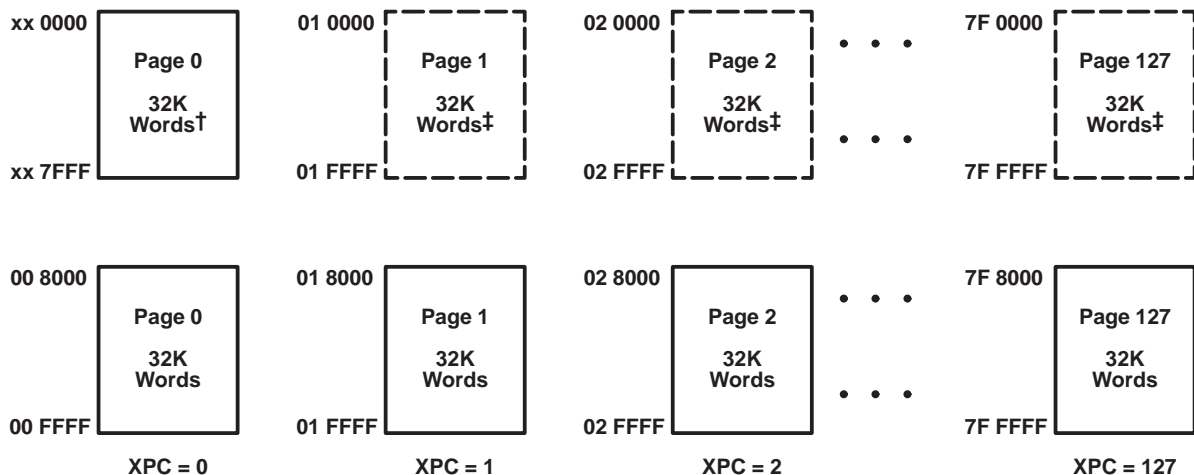 xx 0000 01 0000 02 0000 7F 0000
Page 0 Page 1 Page 2 Page 127
32K 32K 32K 32K
Words† Words‡ Words‡ Words‡
xx 7FFF 01 FFFF 02 FFFF 7F FFFF
00 8000 01 8000 02 8000 7F 8000
Page 0 Page 1 Page 2 Page 127
32K 32K 32K 32K
Words Words Words Words
00 FFFF 01 FFFF 02 FFFF 7F FFFF
XPC = 0 XPC = 1 XPC = 2 XPC = 127